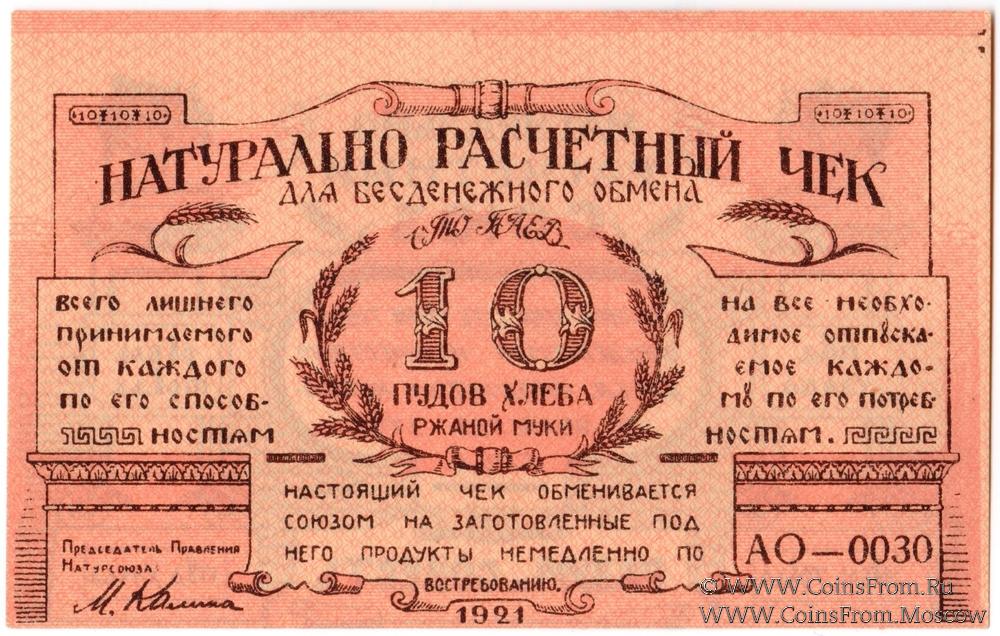 10 10 10
10 10 10
НАТУРАЛЬНО РАСЧЕТНЫЙ ЧЕК
ДЛЯ БЕСДЕНЕЖНОГО ОБМЕНА
СТО ПАЕВ
10
ПУДОВ ХЛЕБА
РЖАНОЙ МУКИ
ВСЕГО ЛИШНЕГО
ПРИНИМАЕМОГО
ОТ КАЖДОГО
ПО ЕГО СПОСОБ-
НОСТЯМ
НА ВСЕ НЕОБХО-
ДИМОЕ ОТПУСКА-
ЕМОЕ КАЖДО-
МУ ПО ЕГО ПОТРЕБ-
НОСТЯМ.
НАСТОЯЩИЙ ЧЕК ОБМЕНИВАЕТСЯ
СОЮЗОМ НА ЗАГОТОВЛЕННЫЕ ПОД
НЕГО ПРОДУКТЫ НЕМЕДЛЕННО ПО
ВОСТРЕБОВАНИЮ.
1921
ПРЕДСЕДАТЕЛЬ ПРАВЛЕНИЯ
НАТУРСОЮЗА:
АО—0030
©WWW.COINSFROM.RU
WWW.COINSFROM.MOSCOW